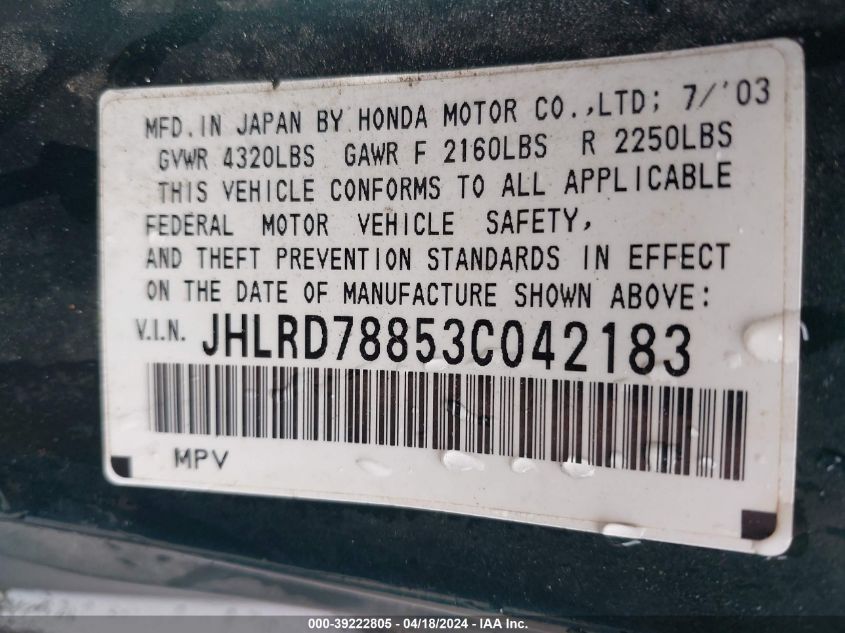 MFD. IN JAPAN BY HONDA MOTOR CO.,LTD; 7/'03
GVWR 4320LBS GAWR F 2160LBS R 2250LBS
THIS VEHICLE CONFORMS TO ALL APPLICABLE
FEDERAL MOTOR VEHICLE SAFETY,
AND THEFT PREVENTION STANDARDS IN EFFECT
ON THE DATE OF MANUFACTURE SHOWN ABOVE:
V.I.N. JHLRD78853C042183
MPV
000-39222805 - 04/18/2024 - IAA Inc.